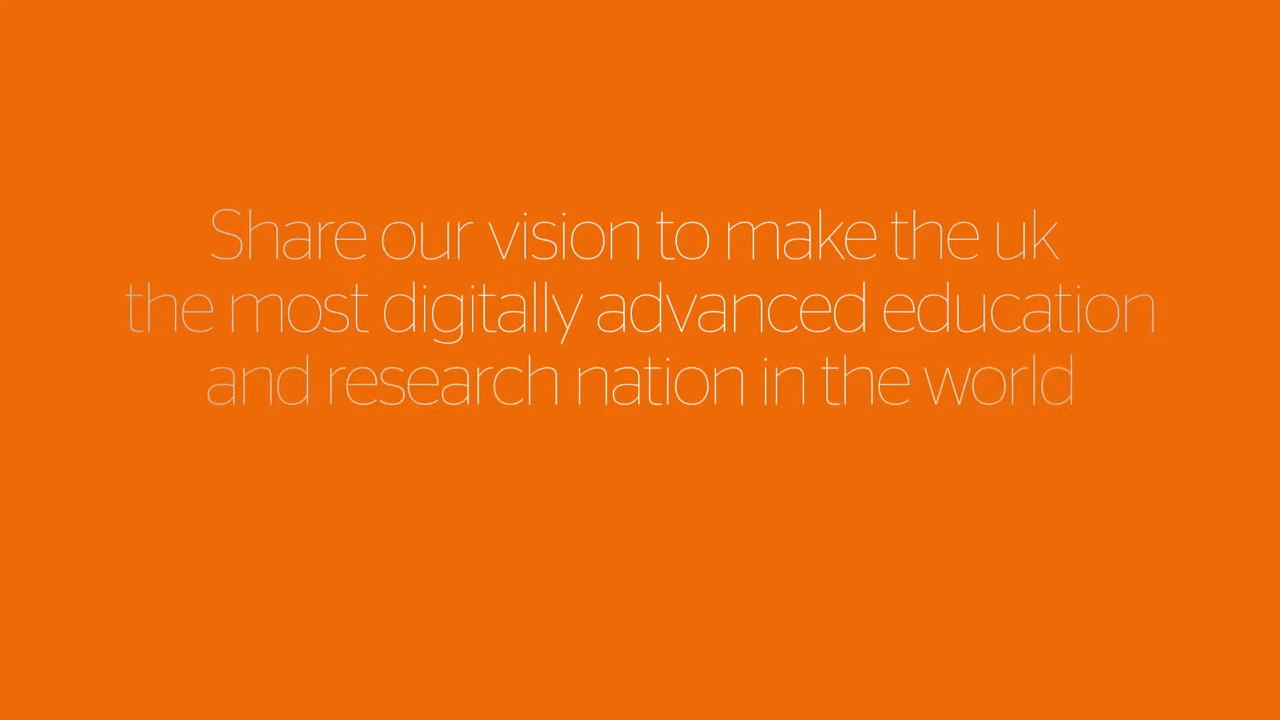 Share our vision to make the uk
the most digitally advanced education
and research nation in the world